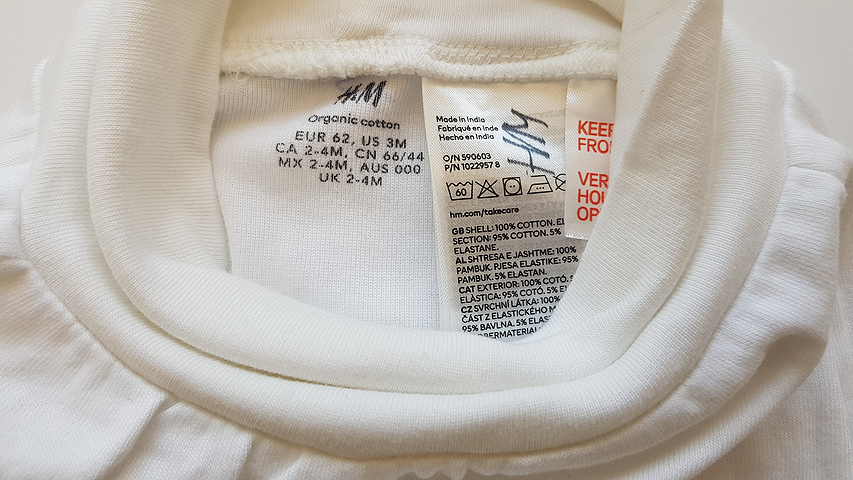 H&M
Organic cotton
EUR 62, US 3M
CA 2-4M, CN 66/44
MX 2-4M, AUS 000
UK 2-4M
Made in India
Fabriqué en Inde
Hecho en India
HM
O/N 590603
P/N 1022957 8
60
hm.com/takecare
GB SHELL: 100% COTTON.
SECTION: 95% COTTON. 5%
ELASTANE.
AL SHTRESA E JASHTME: 100%
PAMBUK. PJESA ELASTIKE: 95%
PAMBUK. 5% ELASTAN.
CAT EXTERIOR: 100% COTÓ.
ELÀSTICA: 95% COTÓ. 5%
CZ SVRCHNÍ LÁTKA: 100%
ČÁST Z ELASTICKÉHO
95% BAVLNA. 5%
KEEP
FRO
VER
HO
OP